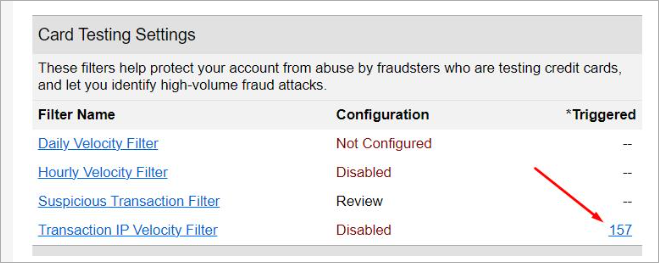 Card Testing Settings
These filters help protect your account from abuse by fraudsters who are testing credit cards,
and let you identify high-volume fraud attacks.
Filter Name Configuration *Triggered
Daily Velocity Filter Not Configured --
Hourly Velocity Filter Disabled --
Suspicious Transaction Filter Review --
Transaction IP Velocity Filter Disabled 157